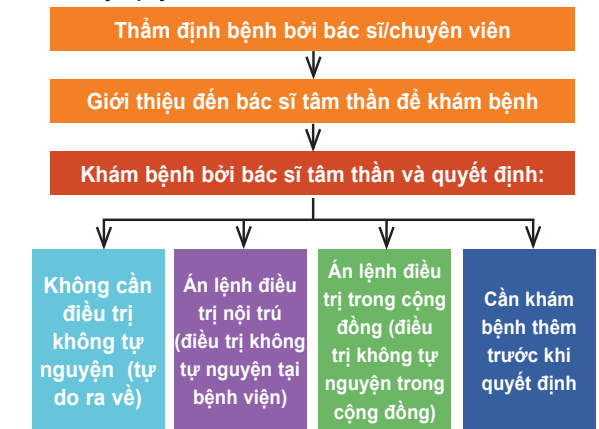 Thẩm định bệnh bởi bác sĩ/chuyên viên
Giới thiệu đến bác sĩ tâm thần để khám bệnh
Khám bệnh bởi bác sĩ tâm thần và quyết định:
Không cần
điều trị
không tự
nguyện (tự
do ra về)
Án lệnh điều
trị nội trú
(điều trị không
tự nguyện tại
bệnh viện)
Án lệnh điều
trị trong cộng
đồng (điều
trị không tự
nguyện trong
cộng đồng)
Cần khám
bệnh thêm
trước khi
quyết định